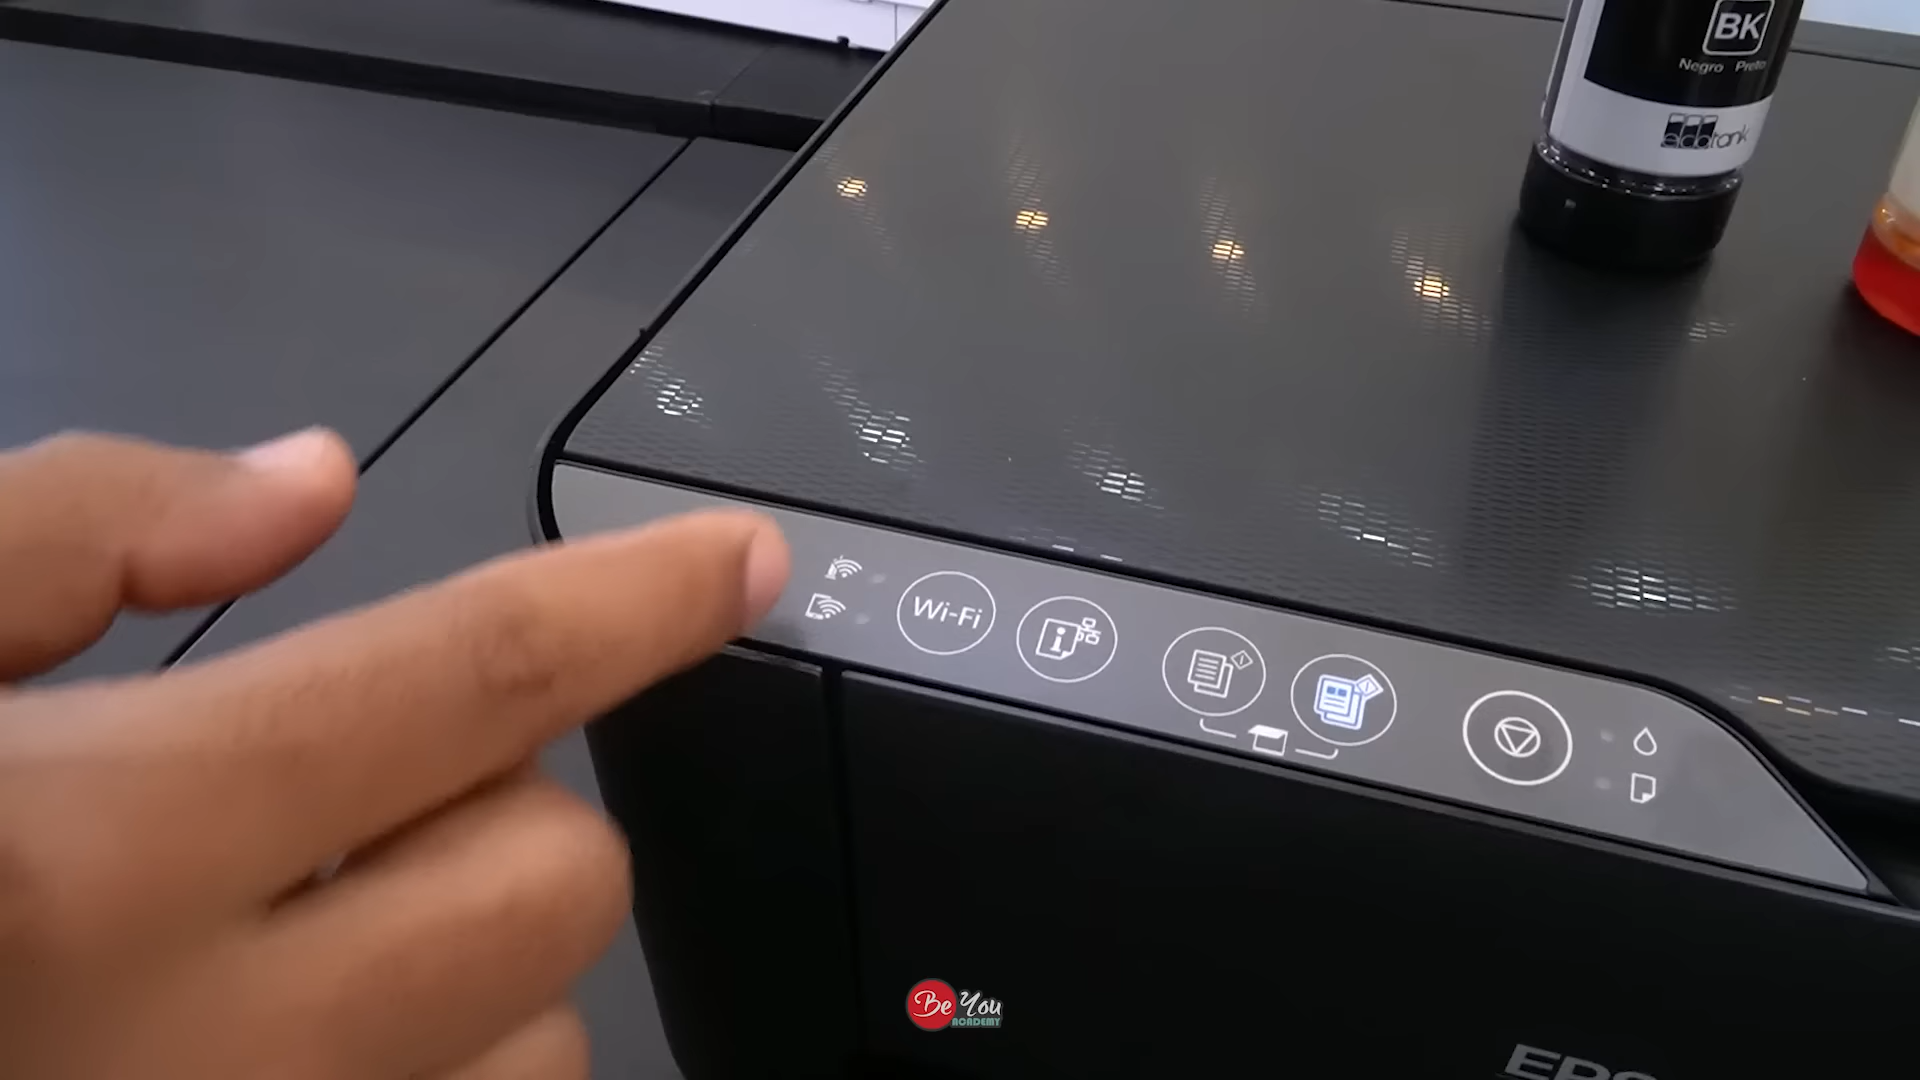 BK
Negro Preto
ecotank
Wi-Fi
Be You
ACADEMY
EPS